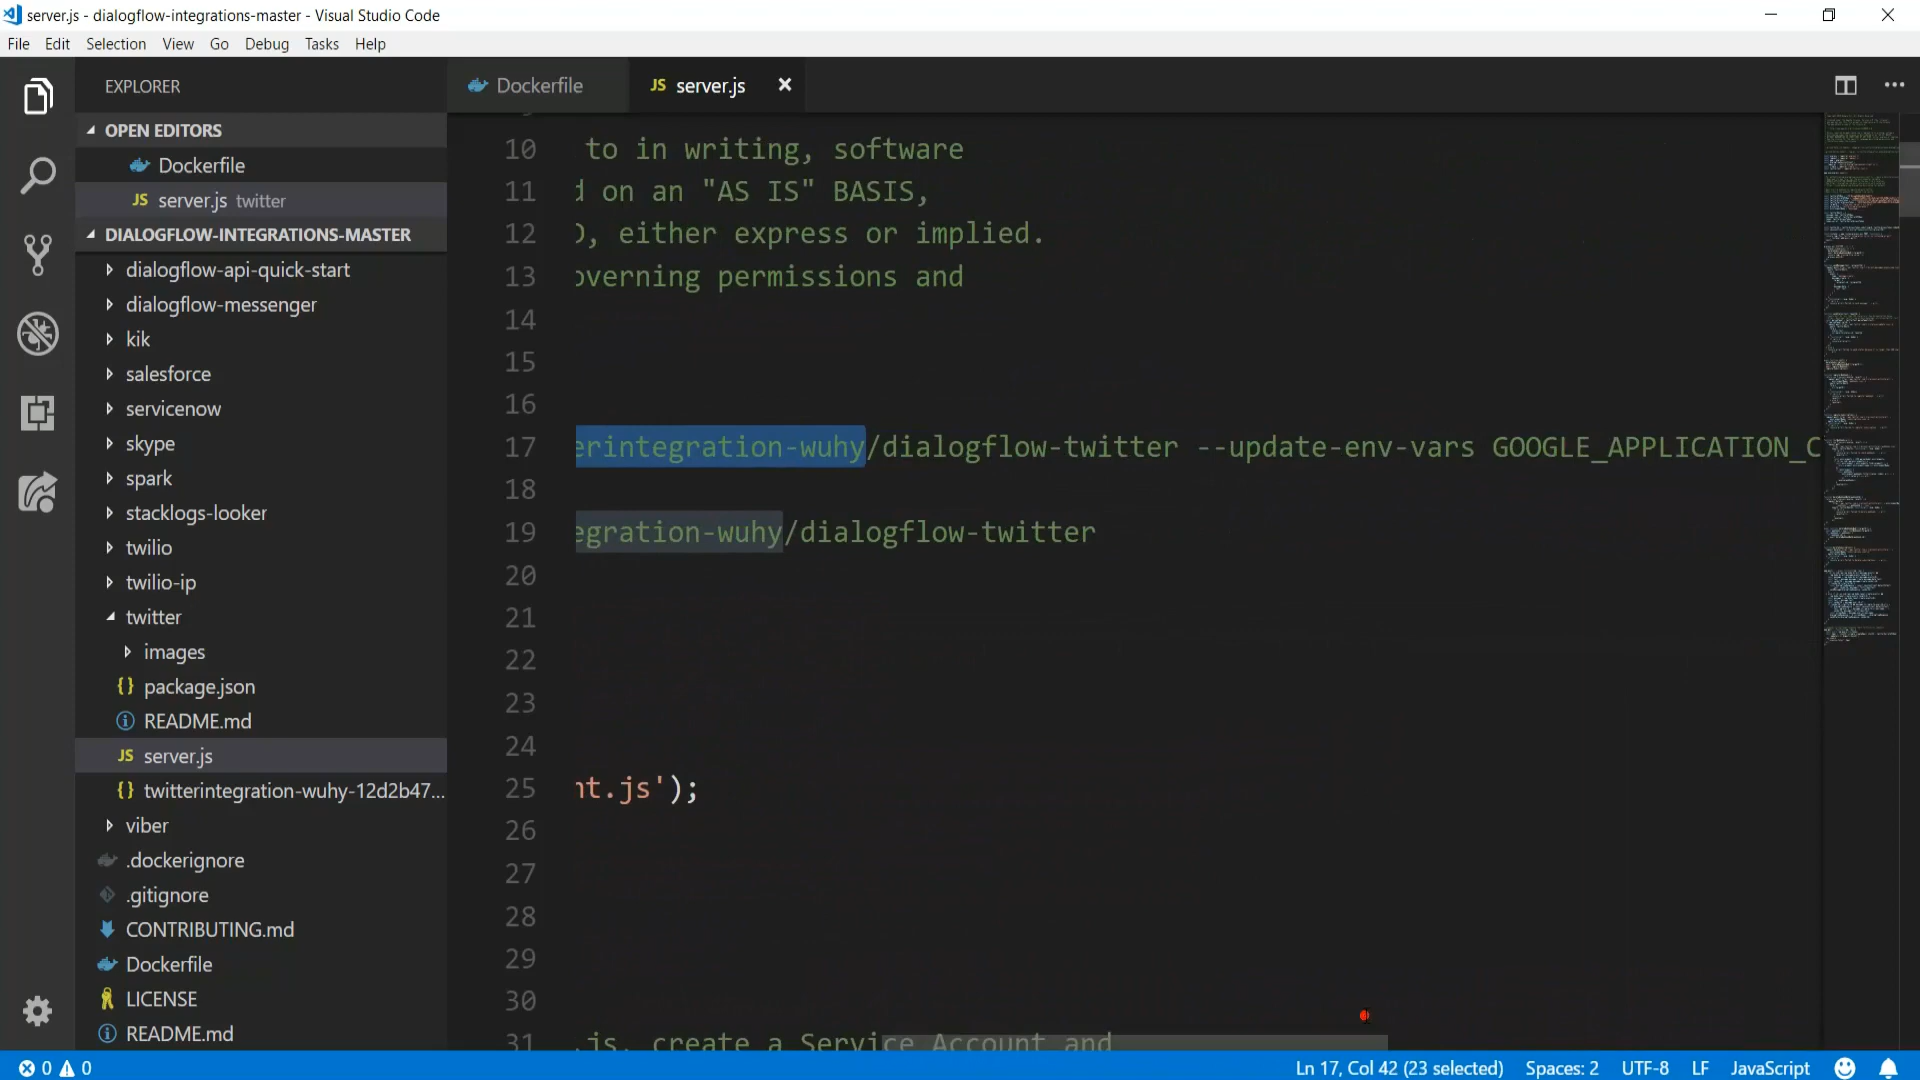 server.js - dialogflow-integrations-master - Visual Studio Code
File Edit Selection View Go Debug Tasks Help
EXPLORER
OPEN EDITORS
Dockerfile
JS server.js twitter
DIALOGFLOW-INTEGRATIONS-MASTER
dialogflow-api-quick-start
dialogflow-messenger
kik
salesforce
servicenow
skype
spark
stacklogs-looker
twilio
twilio-ip
twitter
images
{} package.json
README.md
JS server.js
{} twitterintegration-wuhy-12d2b47...
viber
.dockerignore
.gitignore
CONTRIBUTING.md
Dockerfile
LICENSE
README.md
Dockerfile
JS server.js
10 to in writing, software
11 d on an "AS IS" BASIS,
12 D, either express or implied.
13 overning permissions and
14
15
16
17 erintegration-wuhy/dialogflow-twitter --update-env-vars GOOGLE_APPLICATION_C
18
19 egration-wuhy/dialogflow-twitter
20
21
22
23
24
25 nt.js');
26
27
28
29
30
31 .js, create a Service Account and
0 0
Ln 17, Col 42 (23 selected) Spaces: 2 UTF-8 LF JavaScript